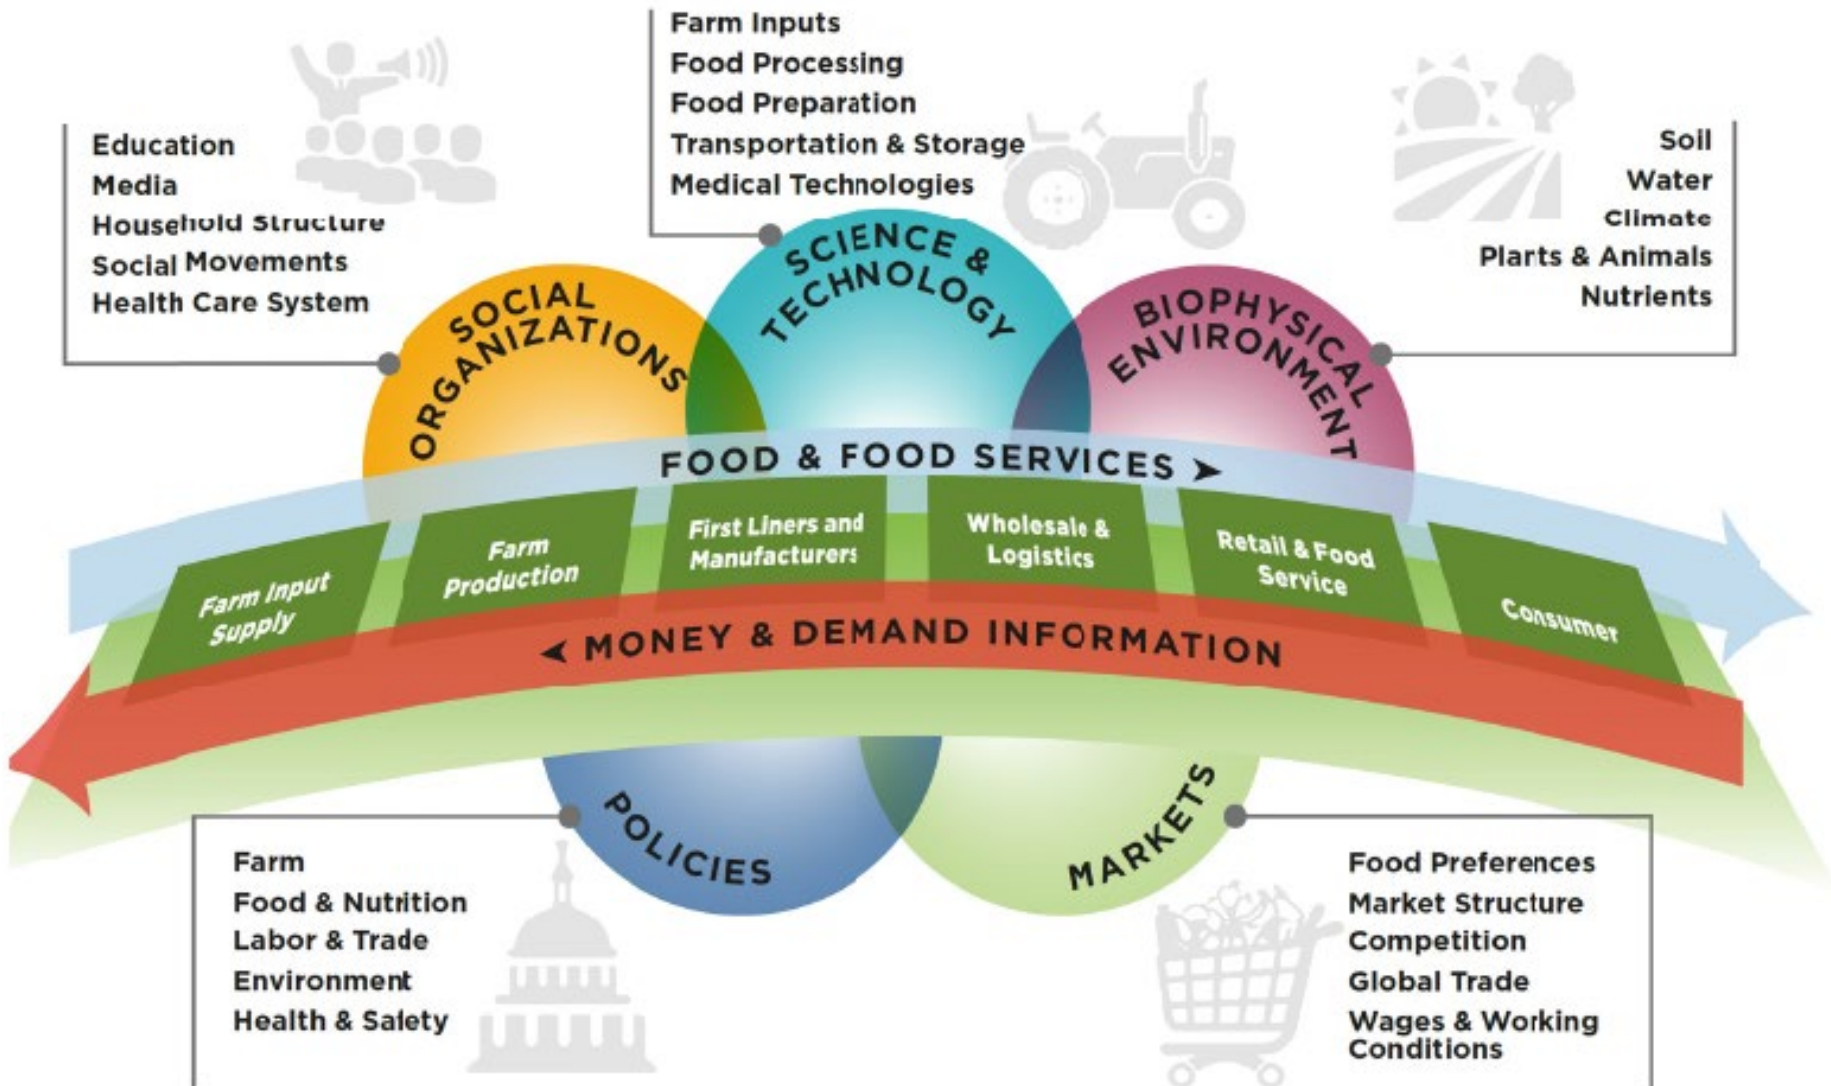 Farm Inputs
Food Processing
Food Preparation
Transportation & Storage
Medical Technologies
Education
Media
Household Structure
Social Movements
Health Care System
Soil
Water
Climate
Plarts & Animals
Nutrients
SOCIAL
ORGANIZATIONS
SCIENCE &
TECHNOLOGY
BIOPHYSICAL
ENVIRONMENT
FOOD & FOOD SERVICES ➤
Farm Input
Supply
Farm
Production
First Liners and
Manufacturers
Wholesale &
Logistics
Retail & Food
Service
Consumer
⮜ MONEY & DEMAND INFORMATION
POLICIES
MARKETS
Farm
Food & Nutrition
Labor & Trade
Environment
Health & Safety
Food Preferences
Market Structure
Competition
Global Trade
Wages & Working
Conditions